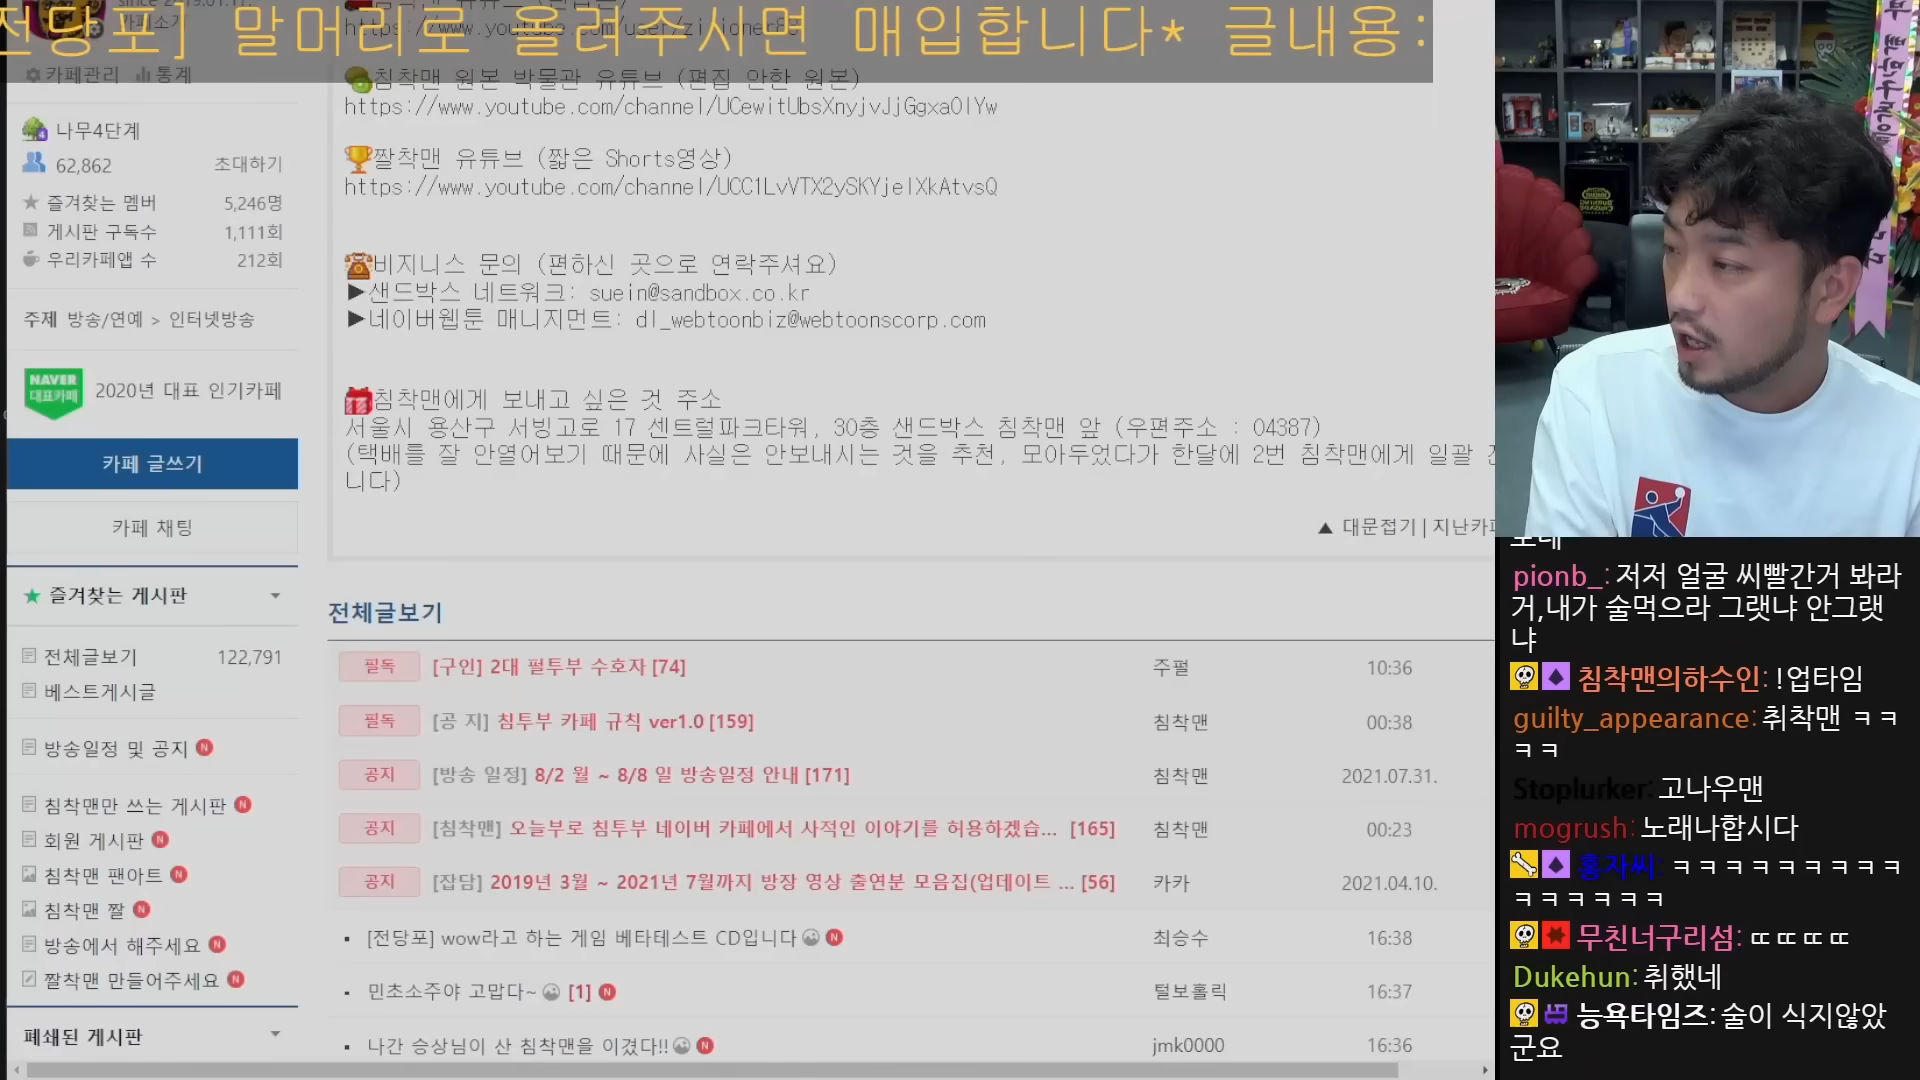 전당포] 말머리로 올려주시면 매입합니다* 글내용:
since 2019.01.17.
카페소개
카페관리 통계
나무4단계
62,862 초대하기
즐겨찾는 멤버 5,246명
게시판 구독수 1,111회
우리카페앱 수 212회
주제 방송/연예 > 인터넷방송
NAVER
대표카페
2020년 대표 인기카페
카페 글쓰기
카페 채팅
즐겨찾는 게시판
전체글보기 122,791
베스트게시글
방송일정 및 공지 N
침착맨만 쓰는 게시판 N
회원 게시판 N
침착맨 팬아트 N
침착맨 짤 N
방송에서 해주세요 N
짤착맨 만들어주세요 N
폐쇄된 게시판
침착맨 원본 박물관 유튜브 (편집 안한 원본)
https://www.youtube.com/channel/UCewitUbsXnyjvJjGgxaOlYw
짤착맨 유튜브 (짧은 Shorts영상)
https://www.youtube.com/channel/UCC1LvVTX2ySKYjelXkAtvsQ
비지니스 문의 (편하신 곳으로 연락주셔요)
▶샌드박스 네트워크: suein@sandbox.co.kr
▶네이버웹툰 매니지먼트: dl_webtoonbiz@webtoonscorp.com
침착맨에게 보내고 싶은 것 주소
서울시 용산구 서빙고로 17 센트럴파크타워, 30층 샌드박스 침착맨 앞 (우편주소 : 04387)
(택배를 잘 안열어보기 때문에 사실은 안보내시는 것을 추천, 모아두었다가 한달에 2번 침착맨에게 일괄
니다)
▲ 대문접기 | 지난카페
전체글보기
필독 [구인] 2대 펄투부 수호자 [74] 주펄 10:36
필독 [공 지] 침투부 카페 규칙 ver1.0 [159] 침착맨 00:38
공지 [방송 일정] 8/2 월 ~ 8/8 일 방송일정 안내 [171] 침착맨 2021.07.31.
공지 [침착맨] 오늘부로 침투부 네이버 카페에서 사적인 이야기를 허용하겠습... [165] 침착맨 00:23
공지 [잡담] 2019년 3월 ~ 2021년 7월까지 방장 영상 출연분 모음집(업데이트 ... [56] 카카 2021.04.10.
[전당포] wow라고 하는 게임 베타테스트 CD입니다 N 최승수 16:38
민초소주야 고맙다~ [1] N 털보홀릭 16:37
나간 승상님이 산 침착맨을 이겼다!! N jmk0000 16:36
pionb_: 저저 얼굴 씨빨간거 봐라
거,내가 술먹으라 그랫냐 안그랫
냐
침착맨의하수인: !업타임
guilty_appearance: 취착맨 ㅋㅋ
ㅋㅋ
Stoplurker: 고나우맨
mogrush: 노래나합시다
홍자씨: ㅋㅋㅋㅋㅋㅋㅋㅋㅋ
ㅋㅋㅋㅋㅋㅋ
무친너구리섬: ㄸㄸㄸㄸ
Dukehun: 취했네
능욕타임즈: 술이 식지않았
군요